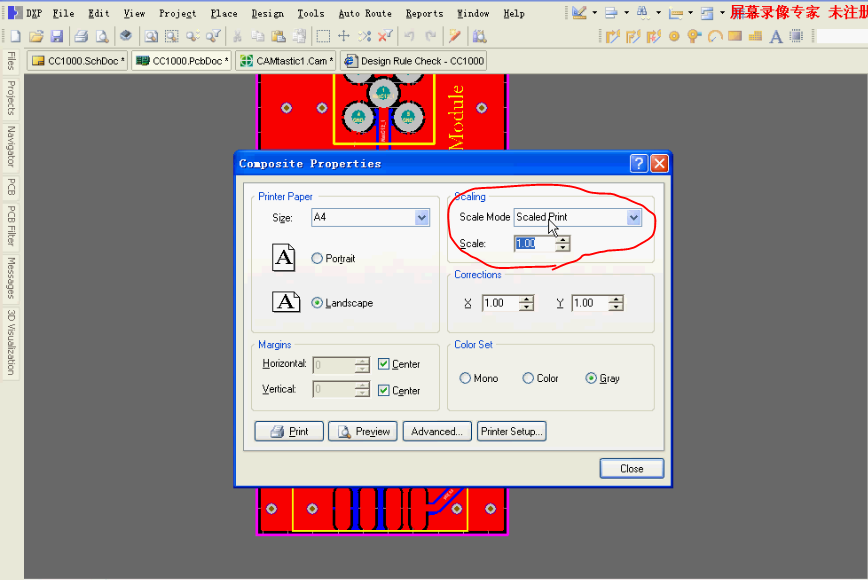 DXP File Edit View Project Place Design Tools Auto Route Reports Window Help
屏幕录像专家 未注册
Files
Projects
Navigator
PCB
PCB Filter
Messages
3D Visualization
CC1000.SchDoc *
CC1000.PcbDoc *
CAMtastic1.Cam *
Design Rule Check - CC1000
Module
Composite Properties
Printer Paper
Size: A4
Portrait
Landscape
Scaling
Scale Mode Scaled Print
Scale: 1.00
Corrections
X 1.00 Y 1.00
Margins
Horizontal: 0 Center
Vertical: 0 Center
Color Set
Mono Color Gray
Print Preview Advanced... Printer Setup...
Close